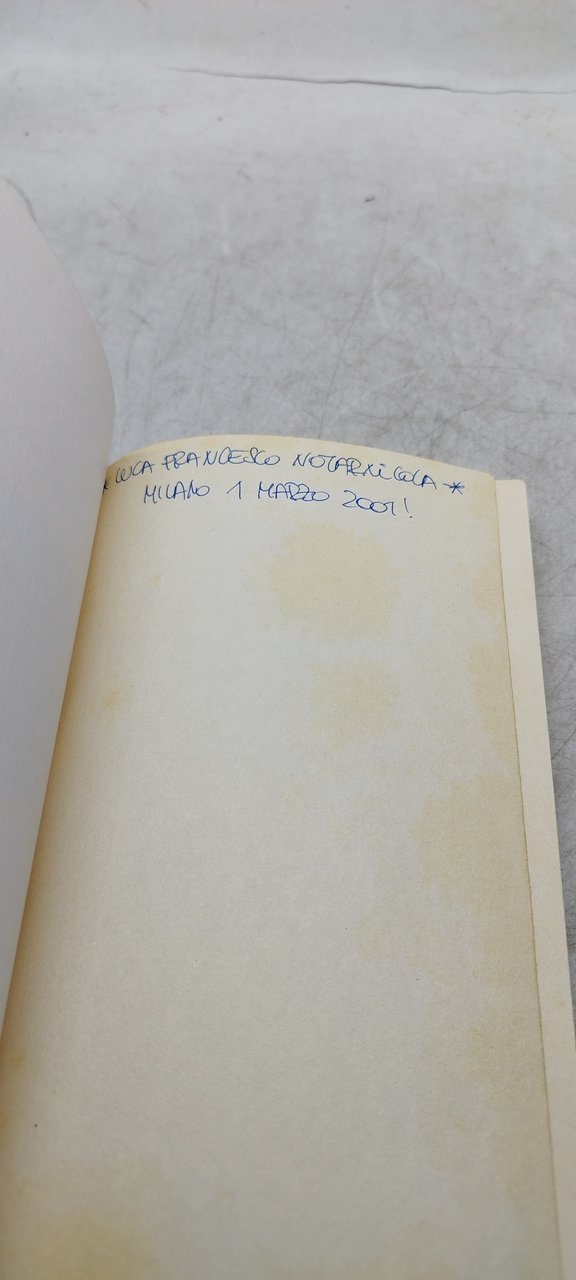 * LUCA FRANCESCO NOTARNICOLA *
MILANO 1 MARZO 2001!